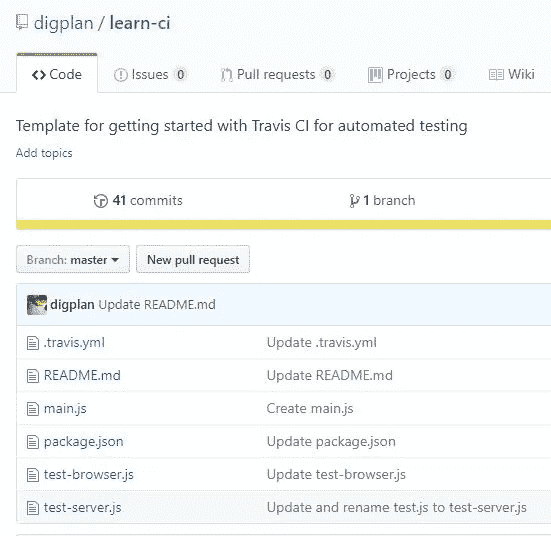 digplan / learn-ci
Code Issues 0 Pull requests 0 Projects 0 Wiki
Template for getting started with Travis CI for automated testing
Add topics
41 commits 1 branch
Branch: master New pull request
digplan Update README.md
.travis.yml Update .travis.yml
README.md Update README.md
main.js Create main.js
package.json Update package.json
test-browser.js Update test-browser.js
test-server.js Update and rename test.js to test-server.js